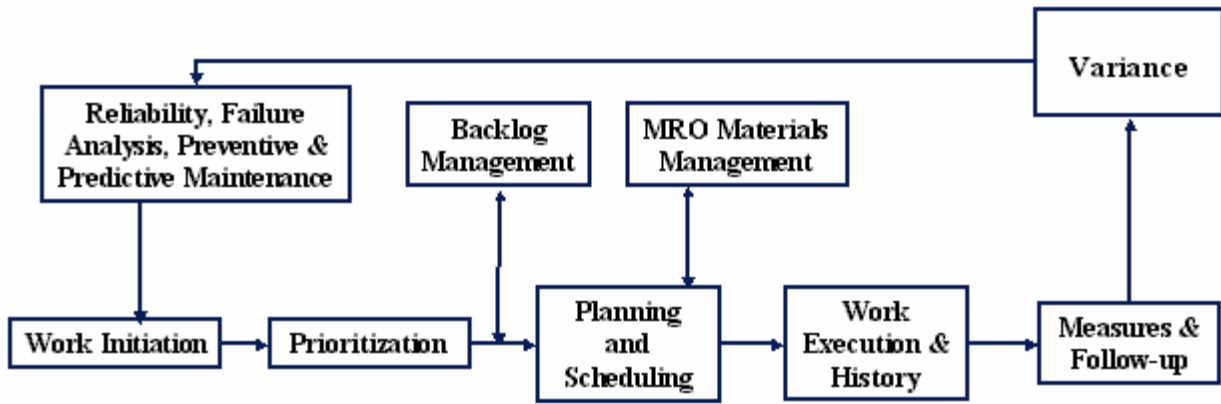 Variance
Reliability, Failure
Analysis, Preventive &
Predictive Maintenance
Backlog
Management
MRO Materials
Management
Work Initiation
Prioritization
Planning
and
Scheduling
Work
Execution &
History
Measures &
Follow-up